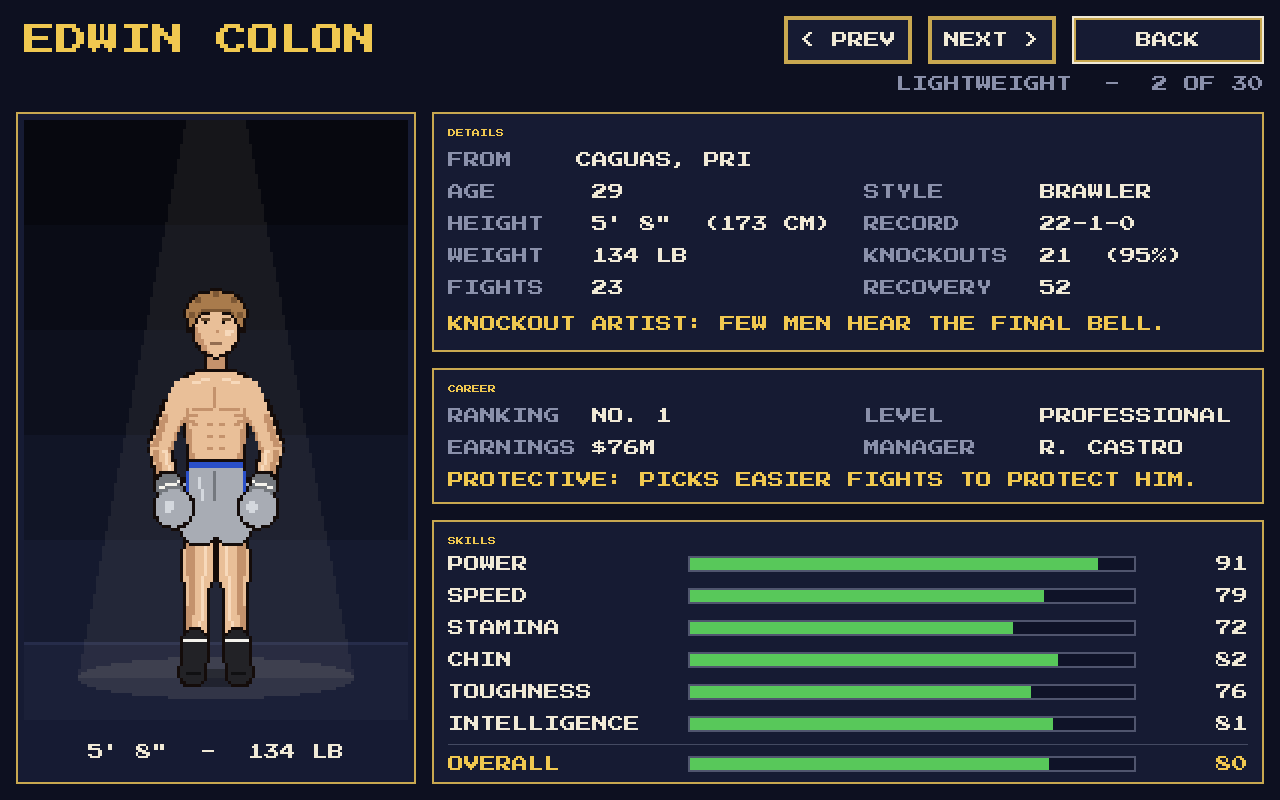 EDWIN COLON
< PREV
NEXT >
BACK
LIGHTWEIGHT - 2 OF 30
5' 8" - 134 LB
DETAILS
FROM CAGUAS, PRI
AGE 29 STYLE BRAWLER
HEIGHT 5' 8" (173 CM) RECORD 22-1-0
WEIGHT 134 LB KNOCKOUTS 21 (95%)
FIGHTS 23 RECOVERY 52
KNOCKOUT ARTIST: FEW MEN HEAR THE FINAL BELL.
CAREER
RANKING NO. 1 LEVEL PROFESSIONAL
EARNINGS $76M MANAGER R. CASTRO
PROTECTIVE: PICKS EASIER FIGHTS TO PROTECT HIM.
SKILLS
POWER 91
SPEED 79
STAMINA 72
CHIN 82
TOUGHNESS 76
INTELLIGENCE 81
OVERALL 80